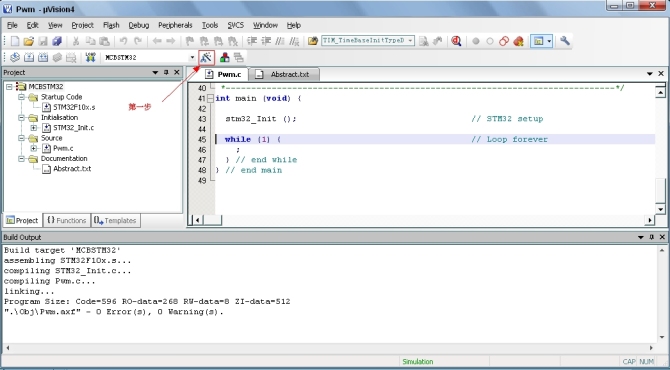 Pwm - µVision4
File Edit View Project Flash Debug Peripherals Tools SVCS Window Help
TIM_TimeBaseInitTypeD
LOAD MCBSTM32
Project
Pwm.c Abstract.txt
MCBSTM32
Startup Code
STM32F10x.s
Initialisation
STM32_Init.c
Source
Pwm.c
Documentation
Abstract.txt
第一步
40 *----------------------------------------------------------------------------*/
41 int main (void) {
42
43 stm32_Init (); // STM32 setup
44
45 while (1) { // Loop forever
46 ;
47 } // end while
48 } // end main
49
Project {} Functions Templates
Build Output
Build target 'MCBSTM32'
assembling STM32F10x.s...
compiling STM32_Init.c...
compiling Pwm.c...
linking...
Program Size: Code=596 RO-data=268 RW-data=8 ZI-data=512
".\Obj\Pwm.axf" - 0 Error(s), 0 Warning(s).
Simulation CAP NUM